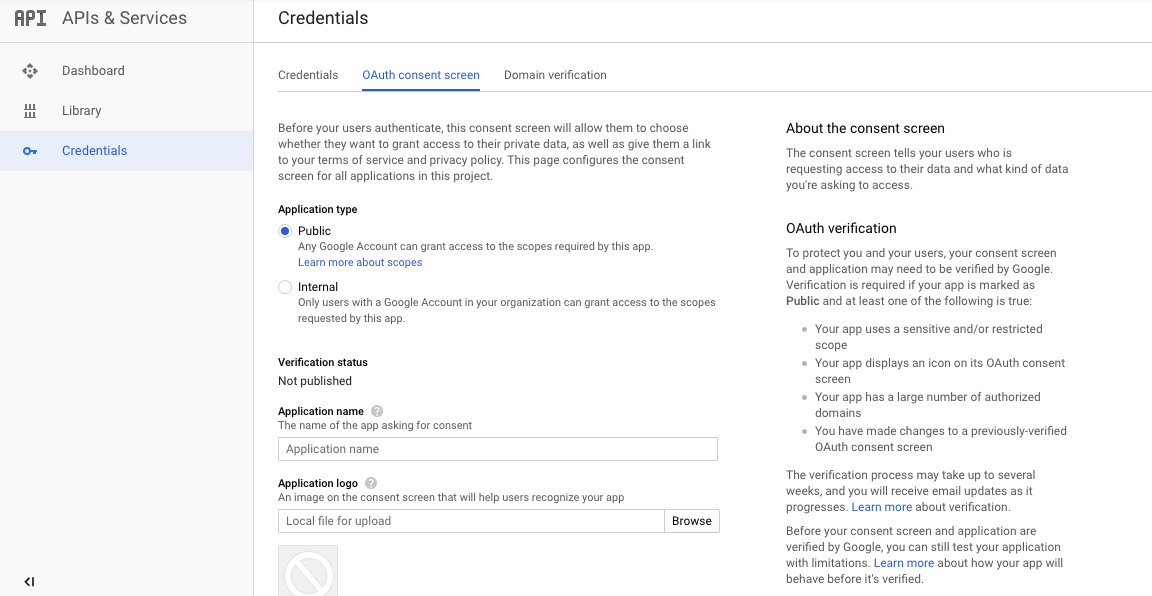 API APIs & Services
Dashboard
Library
Credentials
Credentials
Credentials OAuth consent screen Domain verification
Before your users authenticate, this consent screen will allow them to choose
whether they want to grant access to their private data, as well as give them a link
to your terms of service and privacy policy. This page configures the consent
screen for all applications in this project.
Application type
Public
Any Google Account can grant access to the scopes required by this app.
Learn more about scopes
Internal
Only users with a Google Account in your organization can grant access to the scopes
requested by this app.
Verification status
Not published
Application name ?
The name of the app asking for consent
Application name
Application logo ?
An image on the consent screen that will help users recognize your app
Local file for upload Browse
About the consent screen
The consent screen tells your users who is
requesting access to their data and what kind of data
you're asking to access.
OAuth verification
To protect you and your users, your consent screen
and application may need to be verified by Google.
Verification is required if your app is marked as
Public and at least one of the following is true:
Your app uses a sensitive and/or restricted
scope
Your app displays an icon on its OAuth consent
screen
Your app has a large number of authorized
domains
You have made changes to a previously-verified
OAuth consent screen
The verification process may take up to several
weeks, and you will receive email updates as it
progresses. Learn more about verification.
Before your consent screen and application are
verified by Google, you can still test your application
with limitations. Learn more about how your app will
behave before it's verified.